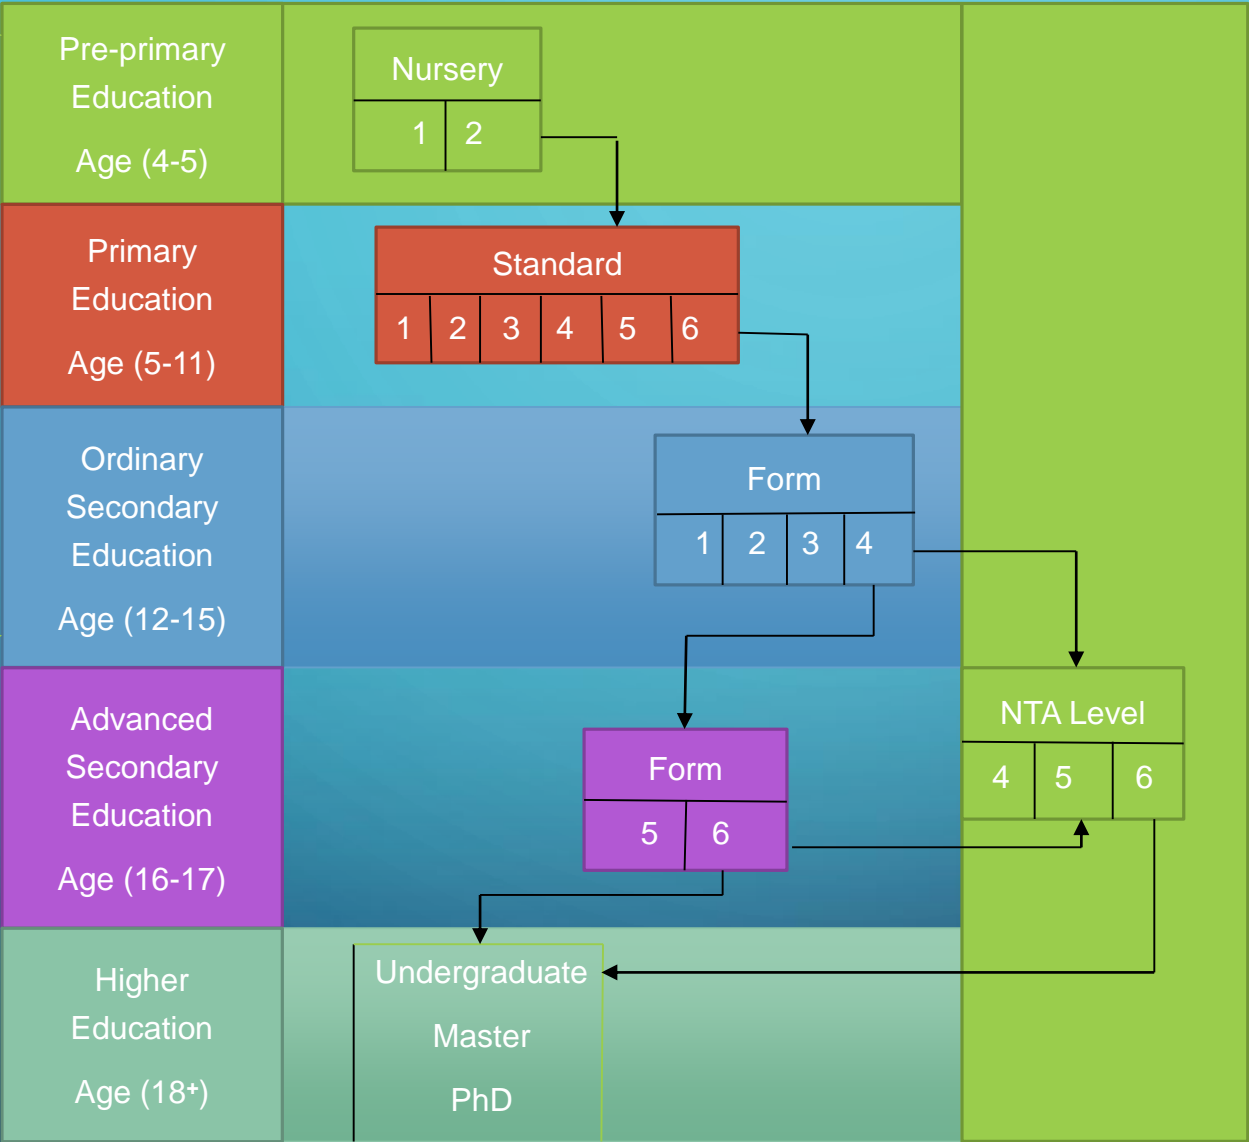 Pre-primary
Education
Age (4-5)
Nursery
1 2
Primary
Education
Age (5-11)
Standard
1 2 3 4 5 6
Ordinary
Secondary
Education
Age (12-15)
Form
1 2 3 4
Advanced
Secondary
Education
Age (16-17)
Form
5 6
NTA Level
4 5 6
Higher
Education
Age (18⁺)
Undergraduate
Master
PhD